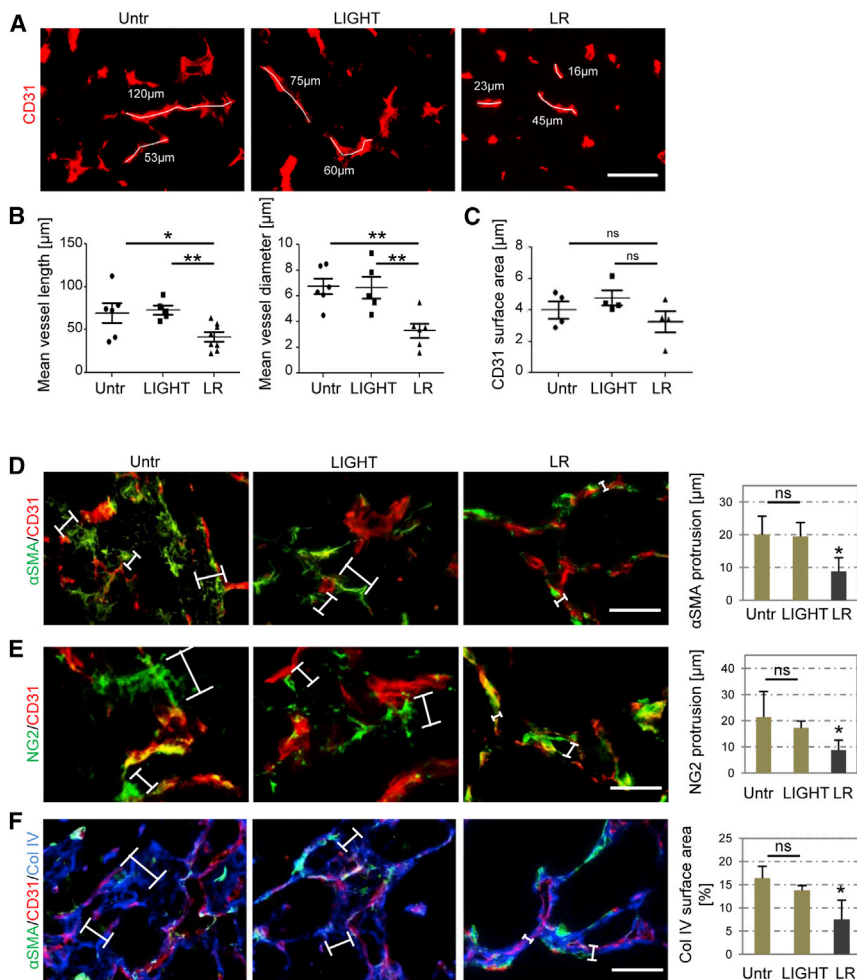 A
Untr
LIGHT
LR
CD31
120µm
53µm
75µm
60µm
16µm
23µm
45µm
B
Mean vessel length [µm]
150
100
50
0
*
**
Untr
LIGHT
LR
Mean vessel diameter [µm]
10
8
6
4
2
0
**
**
Untr
LIGHT
LR
C
CD31 surface area [µm]
8
6
4
2
0
ns
ns
Untr
LIGHT
LR
D
Untr
LIGHT
LR
αSMA/CD31
αSMA protrusion [µm]
30
20
10
0
ns
*
Untr
LIGHT
LR
E
NG2/CD31
NG2 protrusion [µm]
40
30
20
10
0
ns
*
Untr
LIGHT
LR
F
αSMA/CD31/Col IV
Col IV surface area
[%]
25
20
15
10
5
0
ns
*
Untr
LIGHT
LR